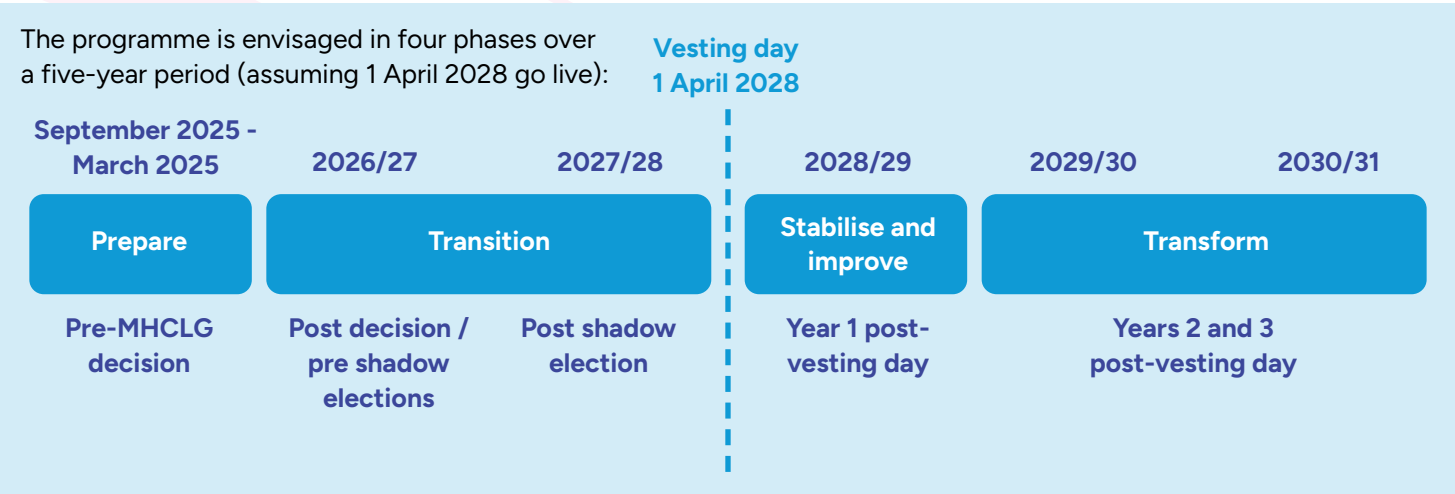 The programme is envisaged in four phases over
a five-year period (assuming 1 April 2028 go live):
Vesting day
1 April 2028
September 2025 -
March 2025
2026/27
2027/28
2028/29
2029/30
2030/31
Prepare
Transition
Stabilise and
improve
Transform
Pre-MHCLG
decision
Post decision /
pre shadow
elections
Post shadow
election
Year 1 post-
vesting day
Years 2 and 3
post-vesting day